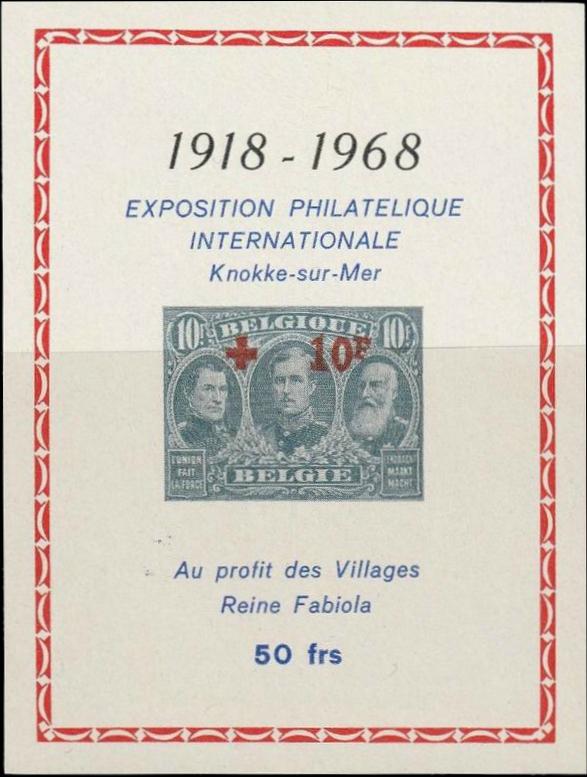 1918 - 1968
EXPOSITION PHILATELIQUE
INTERNATIONALE
Knokke-sur-Mer
10F BELGIQUE 10F
+ 10F
L'UNION
FAIT
LA FORCE
BELGIE
ENDRACHT
MAAKT
MACHT
Au profit des Villages
Reine Fabiola
50 frs